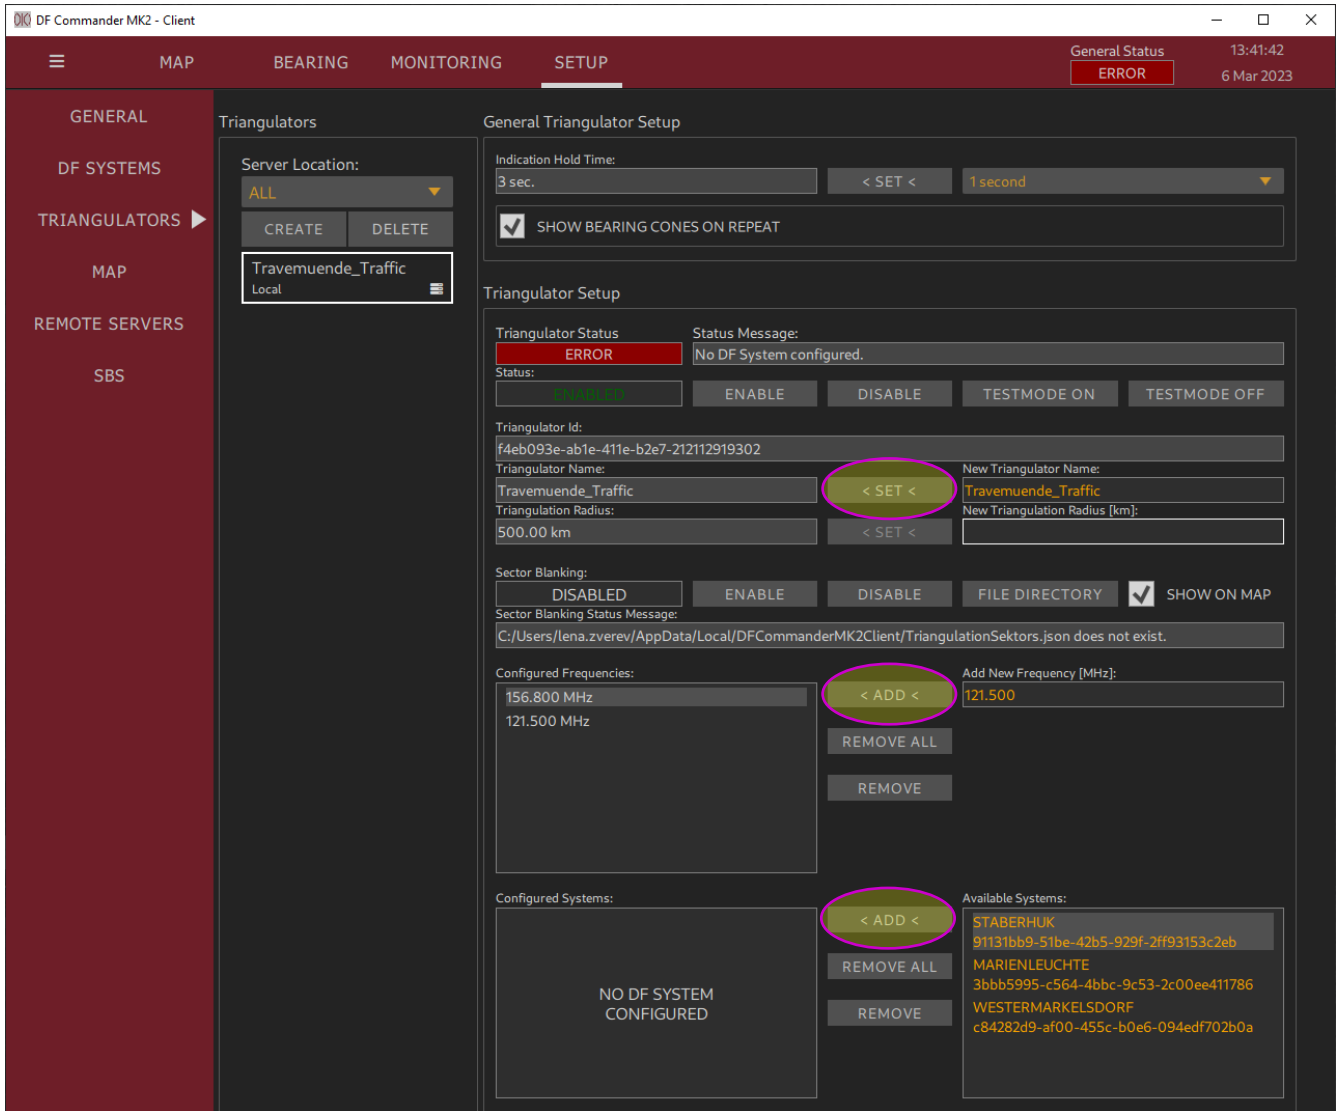 DF Commander MK2 - Client
MAP BEARING MONITORING SETUP
General Status
ERROR
13:41:42
6 Mar 2023
GENERAL
DF SYSTEMS
TRIANGULATORS
MAP
REMOTE SERVERS
SBS
Triangulators
Server Location:
ALL
CREATE DELETE
Travemuende_Traffic
Local
General Triangulator Setup
Indication Hold Time:
3 sec. < SET < 1 second
SHOW BEARING CONES ON REPEAT
Triangulator Setup
Triangulator Status Status Message:
ERROR No DF System configured.
Status:
ENABLED ENABLE DISABLE TESTMODE ON TESTMODE OFF
Triangulator Id:
f4eb093e-ab1e-411e-b2e7-212112919302
Triangulator Name: New Triangulator Name:
Travemuende_Traffic < SET < Travemuende_Traffic
Triangulation Radius: New Triangulation Radius [km]:
500.00 km < SET <
Sector Blanking:
DISABLED ENABLE DISABLE FILE DIRECTORY SHOW ON MAP
Sector Blanking Status Message:
C:/Users/lena.zverev/AppData/Local/DFCommanderMK2Client/TriangulationSektors.json does not exist.
Configured Frequencies: Add New Frequency [MHz]:
156.800 MHz < ADD < 121.500
121.500 MHz
REMOVE ALL
REMOVE
Configured Systems: Available Systems:
< ADD < STABERHUK
91131bb9-51be-42b5-929f-2ff93153c2eb
REMOVE ALL MARIENLEUCHTE
3bbb5995-c564-4bbc-9c53-2c00ee411786
NO DF SYSTEM
CONFIGURED
REMOVE WESTERMARKELSDORF
c84282d9-af00-455c-b0e6-094edf702b0a